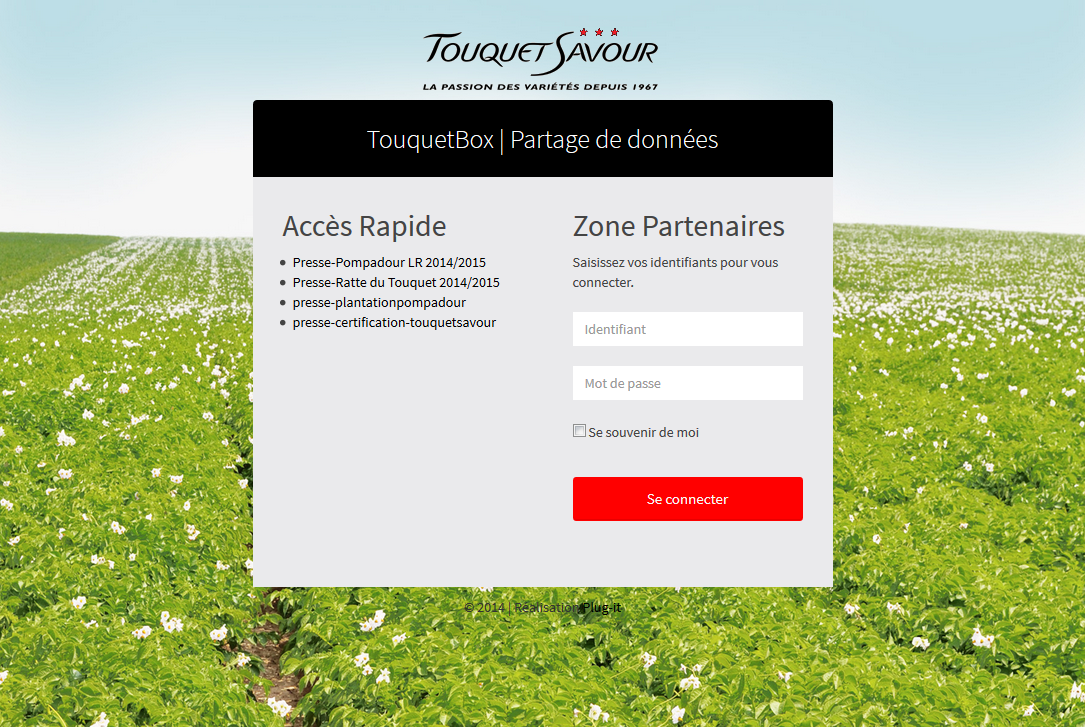 TOUQUET SAVOUR
LA PASSION DES VARIÉTÉS DEPUIS 1967
TouquetBox | Partage de données
Accès Rapide
Presse-Pompadour LR 2014/2015
Presse-Ratte du Touquet 2014/2015
presse-plantationpompadour
presse-certification-touquetsavour
Zone Partenaires
Saisissez vos identifiants pour vous
connecter.
Identifiant
Mot de passe
Se souvenir de moi
Se connecter
© 2014 | Réalisation Plug-it